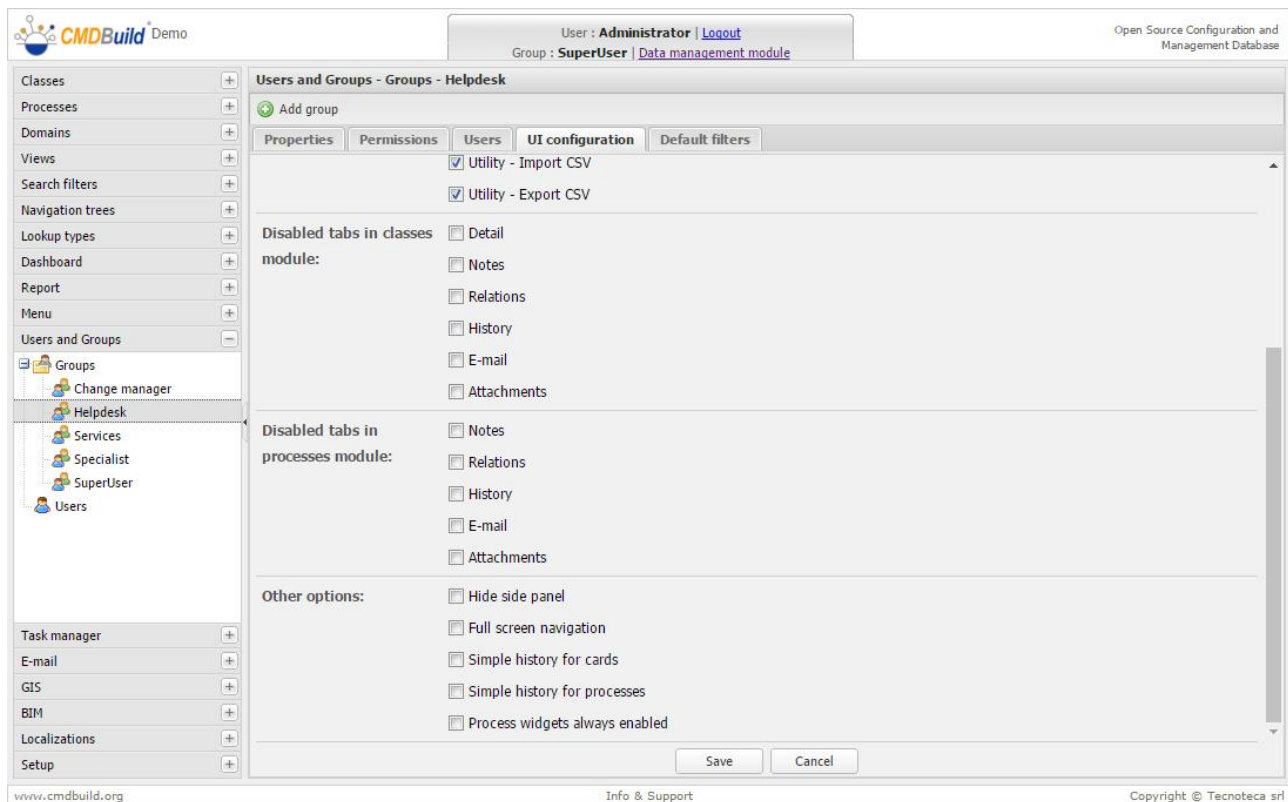 CMDBuild Demo
User : Administrator | Logout
Group : SuperUser | Data management module
Open Source Configuration and
Management Database
Classes
Processes
Domains
Views
Search filters
Navigation trees
Lookup types
Dashboard
Report
Menu
Users and Groups
Groups
Change manager
Helpdesk
Services
Specialist
SuperUser
Users
Task manager
E-mail
GIS
BIM
Localizations
Setup
Users and Groups - Groups - Helpdesk
Add group
Properties Permissions Users UI configuration Default filters
Utility - Import CSV
Utility - Export CSV
Disabled tabs in classes
module:
Detail
Notes
Relations
History
E-mail
Attachments
Disabled tabs in
processes module:
Notes
Relations
History
E-mail
Attachments
Other options:
Hide side panel
Full screen navigation
Simple history for cards
Simple history for processes
Process widgets always enabled
Save Cancel
www.cmdbuild.org Info & Support Copyright © Tecnoteca srl